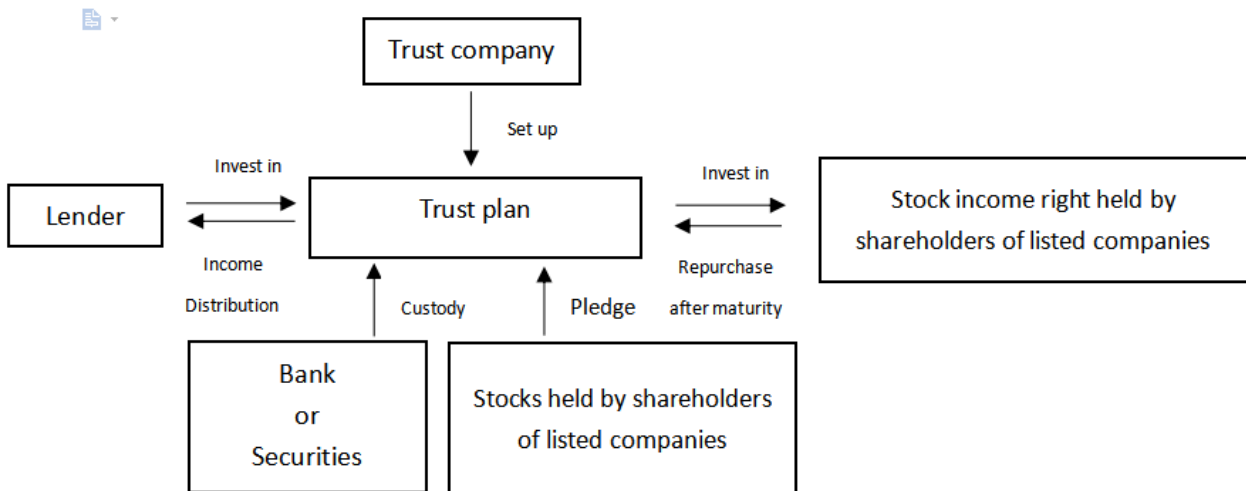 Trust company
Set up
Invest in
Invest in
Lender
Trust plan
Stock income right held by
shareholders of listed companies
Income
Distribution
Repurchase
after maturity
Custody
Pledge
Bank
or
Securities
Stocks held by shareholders
of listed companies